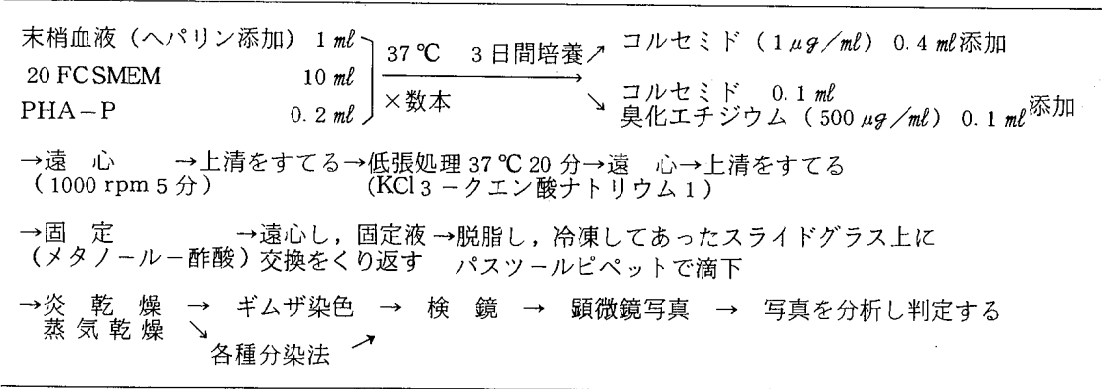 末梢血液（ヘパリン添加） 1 ml
20 FCSMEM 10 ml
PHA-P 0.2 ml
37 ℃ 3 日間培養
×数本
↗ コルセミド（1 μg/ml） 0.4 ml添加
↘ コルセミド 0.1 ml
臭化エチジウム（500 μg/ml） 0.1 ml添加
→遠 心 →上清をすてる→低張処理 37 ℃ 20 分→遠 心→上清をすてる
（1000 rpm 5 分） （KCl 3 －クエン酸ナトリウム 1）
→固 定 →遠心し，固定液 →脱脂し，冷凍してあったスライドグラス上に
（メタノール－酢酸） 交換をくり返す パスツールピペットで滴下
→炎 乾 燥 → ギムザ染色 → 検 鏡 → 顕微鏡写真 → 写真を分析し判定する
蒸 気 乾 燥 ↘ 各種分染法 ↗